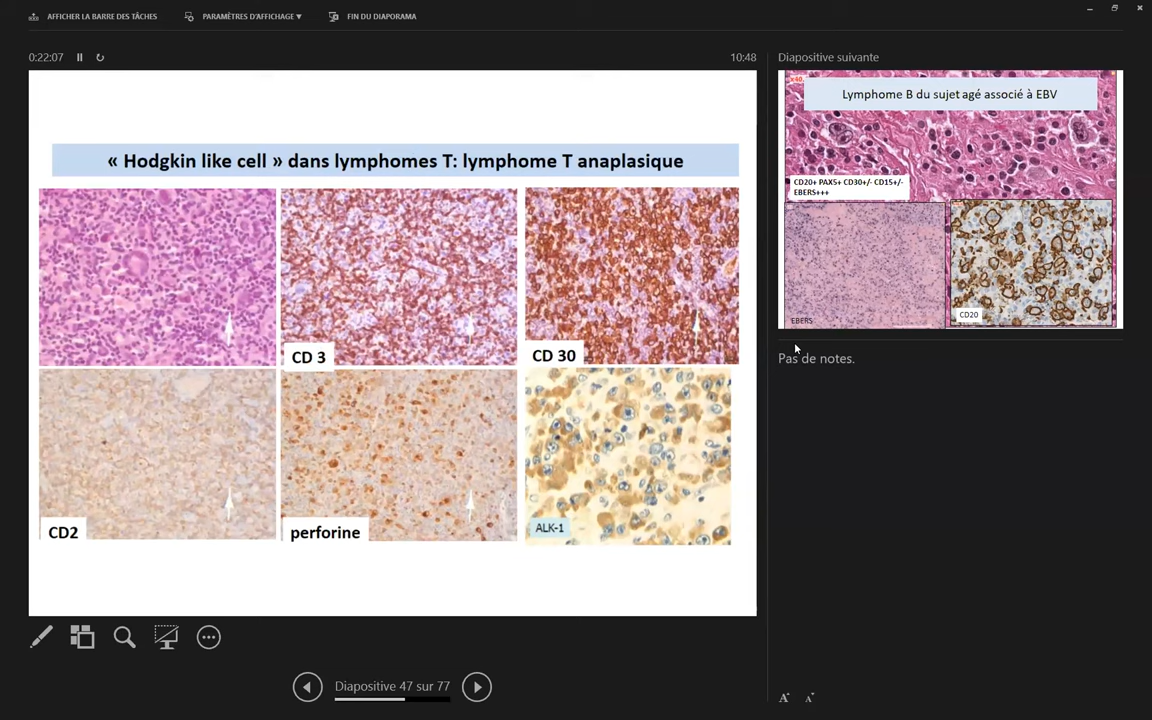 AFFICHER LA BARRE DES TÂCHES
PARAMÈTRES D'AFFICHAGE ▼
FIN DU DIAPORAMA
0:22:07
10:48
« Hodgkin like cell » dans lymphomes T: lymphome T anaplasique
CD 3
CD 30
CD2
perforine
ALK-1
Diapositive 47 sur 77
Diapositive suivante
x40
Lymphome B du sujet agé associé à EBV
CD20+ PAX5+ CD30+/- CD15+/-
EBERS+++
EBERS
CD20
Pas de notes.
A A